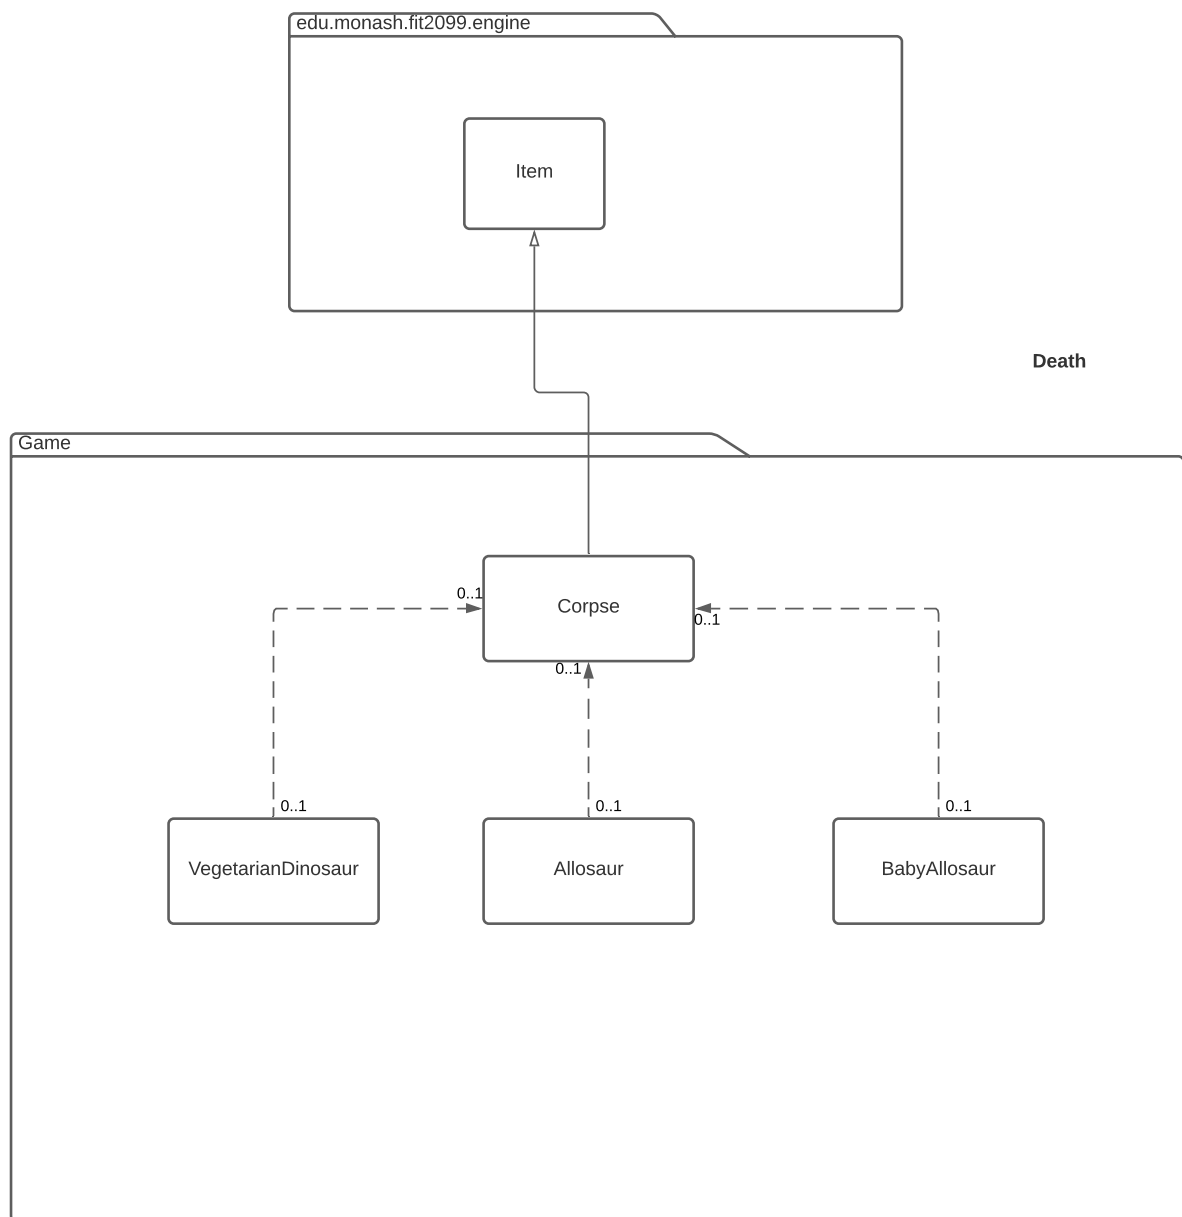 edu.monash.fit2099.engine
Item
Death
Game
0..1
Corpse
0..1
0..1
0..1
0..1
0..1
VegetarianDinosaur
Allosaur
BabyAllosaur